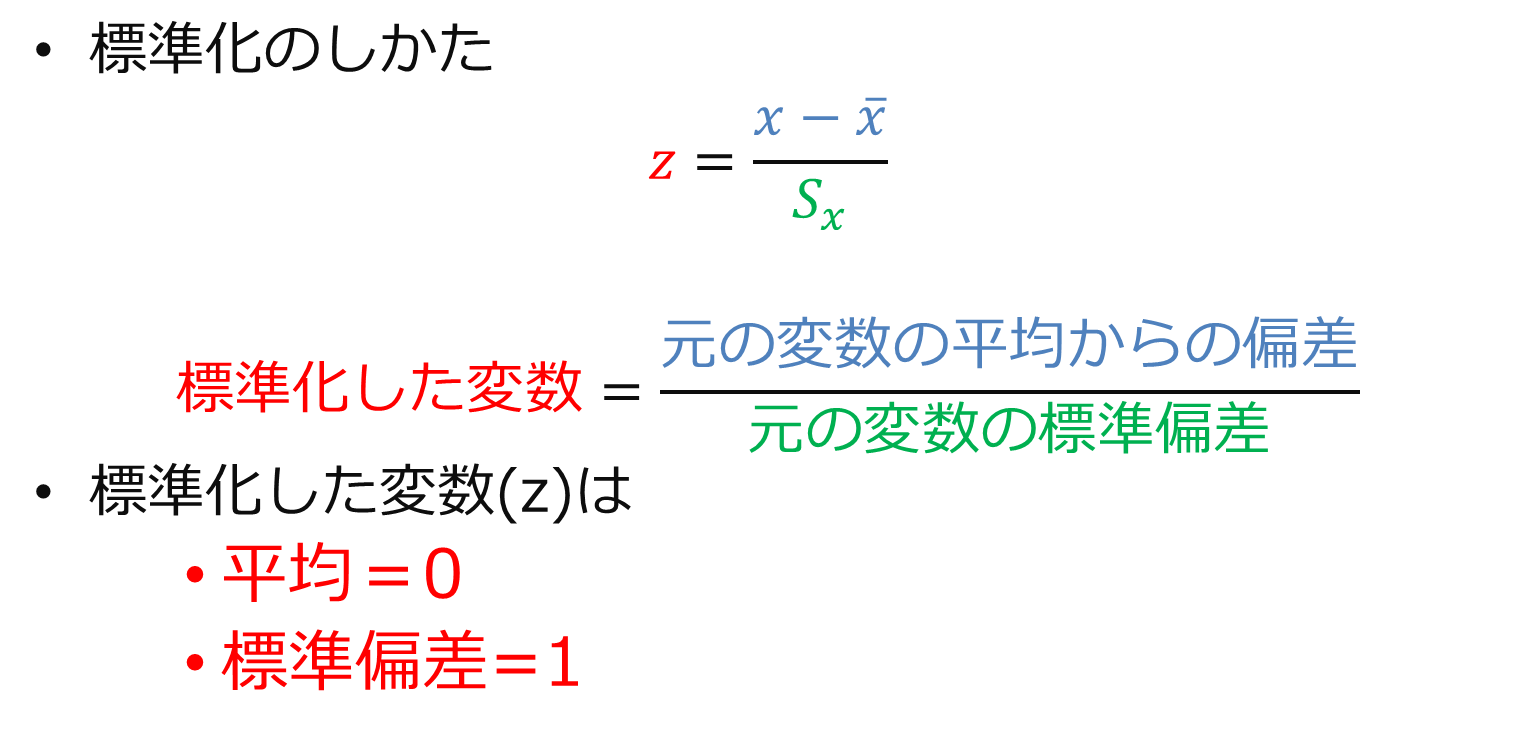 • 標準化のしかた
z = (x − x̄) / Sₓ
標準化した変数 = 元の変数の平均からの偏差 / 元の変数の標準偏差
• 標準化した変数(z)は
• 平均＝0
• 標準偏差=1